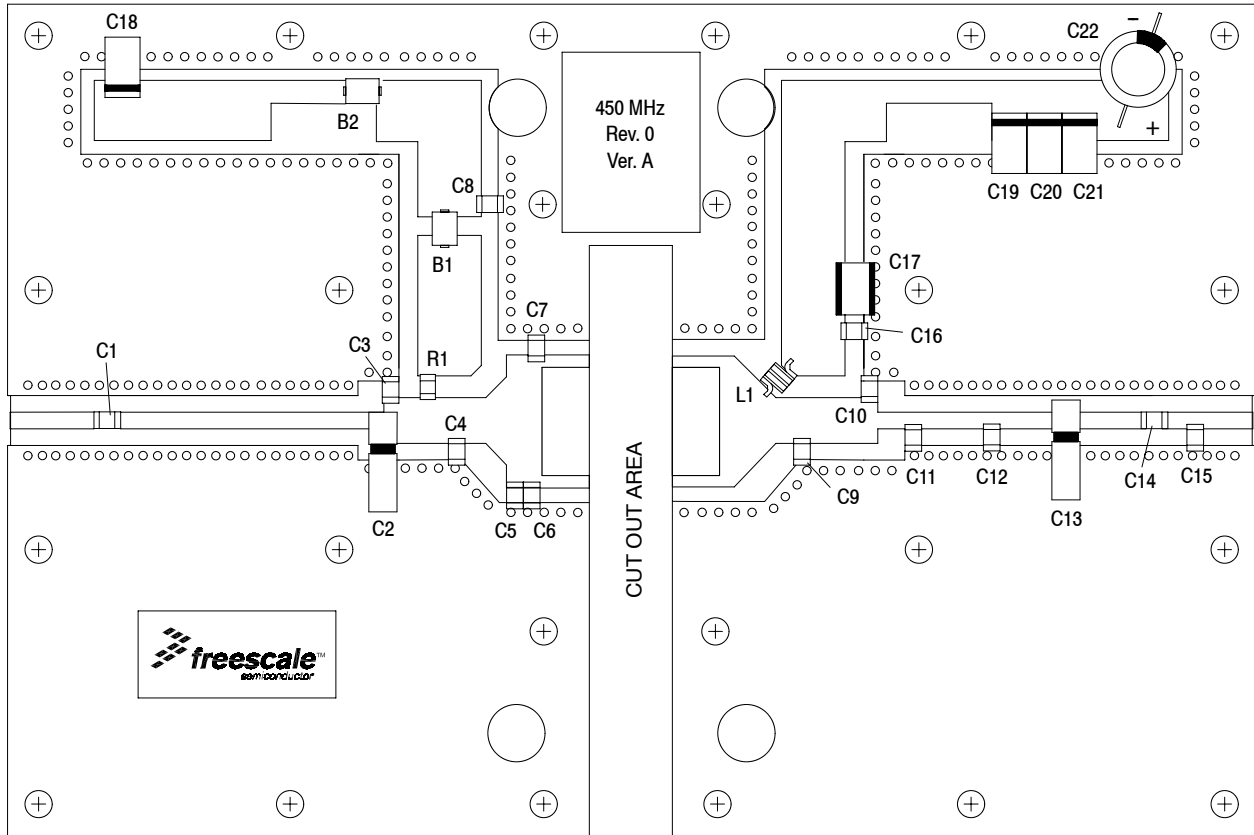 C18
C22
-
+
B2
450 MHz
Rev. 0
Ver. A
C8
C19 C20 C21
B1
C17
C7
C16
C3
R1
C1
L1
C10
C4
C9
C11
C12
C14
C15
C2
C5 C6
C13
CUT OUT AREA
freescale™
semiconductor